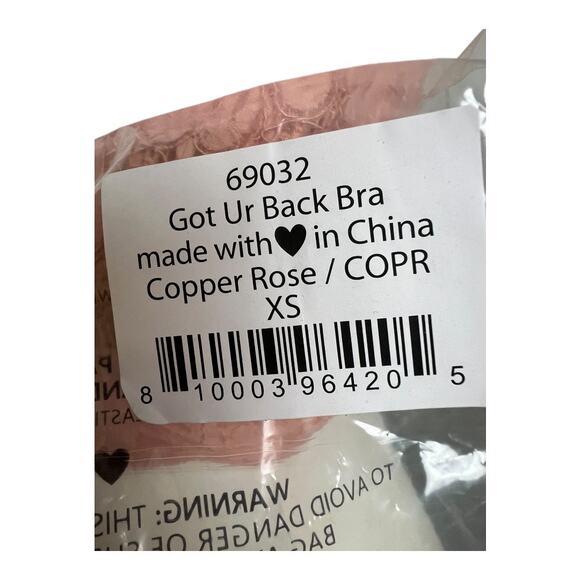 69032
Got Ur Back Bra
made with🖤in China
Copper Rose / COPR
XS
8 10003 96420 5
WARNING: THIS
TO AVOID DANGER OF
BAG